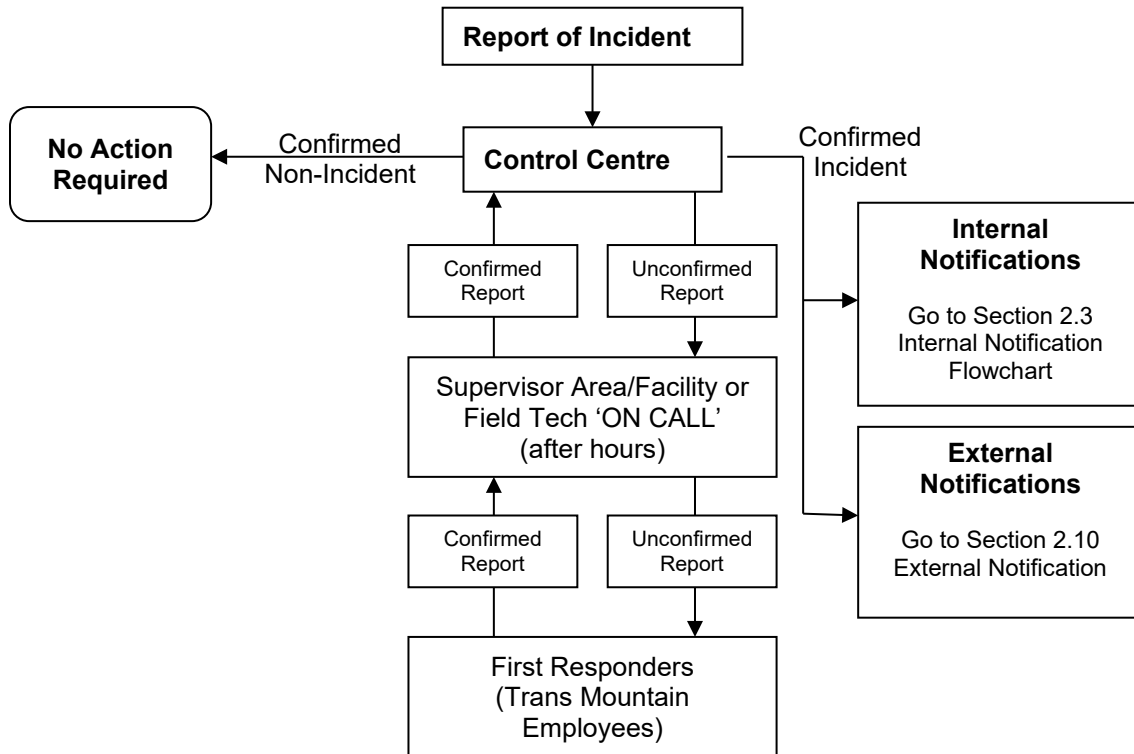 Report of Incident
No Action
Required
Confirmed
Non-Incident
Control Centre
Confirmed
Incident
Internal
Notifications
Go to Section 2.3
Internal Notification
Flowchart
Confirmed
Report
Unconfirmed
Report
Supervisor Area/Facility or
Field Tech ‘ON CALL’
(after hours)
External
Notifications
Go to Section 2.10
External Notification
Confirmed
Report
Unconfirmed
Report
First Responders
(Trans Mountain
Employees)